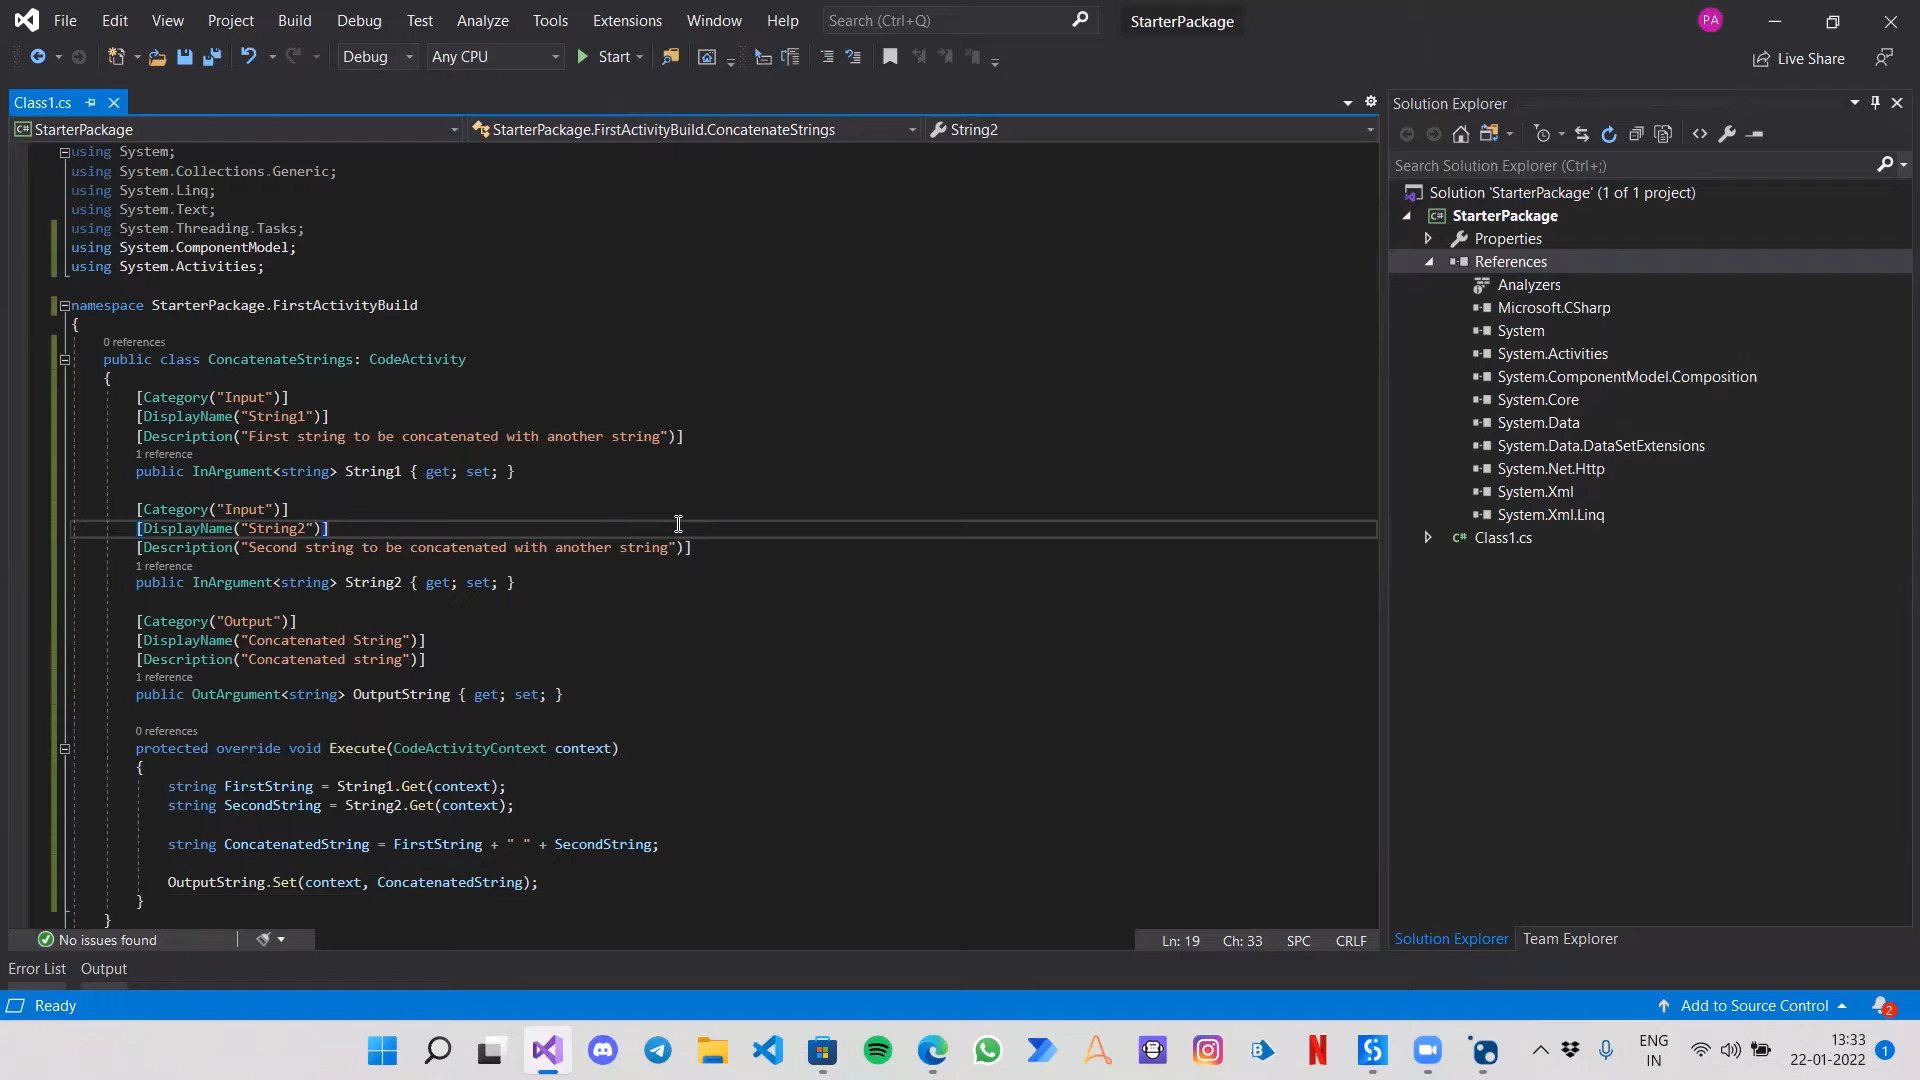 File Edit View Project Build Debug Test Analyze Tools Extensions Window Help Search (Ctrl+Q) StarterPackage PA
Debug Any CPU Start Live Share
Class1.cs
StarterPackage StarterPackage.FirstActivityBuild.ConcatenateStrings String2
using System;
using System.Collections.Generic;
using System.Linq;
using System.Text;
using System.Threading.Tasks;
using System.ComponentModel;
using System.Activities;
namespace StarterPackage.FirstActivityBuild
{
0 references
public class ConcatenateStrings: CodeActivity
{
[Category("Input")]
[DisplayName("String1")]
[Description("First string to be concatenated with another string")]
1 reference
public InArgument<string> String1 { get; set; }
[Category("Input")]
[DisplayName("String2")]
[Description("Second string to be concatenated with another string")]
1 reference
public InArgument<string> String2 { get; set; }
[Category("Output")]
[DisplayName("Concatenated String")]
[Description("Concatenated string")]
1 reference
public OutArgument<string> OutputString { get; set; }
0 references
protected override void Execute(CodeActivityContext context)
{
string FirstString = String1.Get(context);
string SecondString = String2.Get(context);
string ConcatenatedString = FirstString + " " + SecondString;
OutputString.Set(context, ConcatenatedString);
}
}
No issues found Ln: 19 Ch: 33 SPC CRLF
Error List Output
Solution Explorer
Search Solution Explorer (Ctrl+;)
Solution 'StarterPackage' (1 of 1 project)
C# StarterPackage
Properties
References
Analyzers
Microsoft.CSharp
System
System.Activities
System.ComponentModel.Composition
System.Core
System.Data
System.Data.DataSetExtensions
System.Net.Http
System.Xml
System.Xml.Linq
C# Class1.cs
Solution Explorer Team Explorer
Ready Add to Source Control 2
ENG
IN
13:33
22-01-2022
1